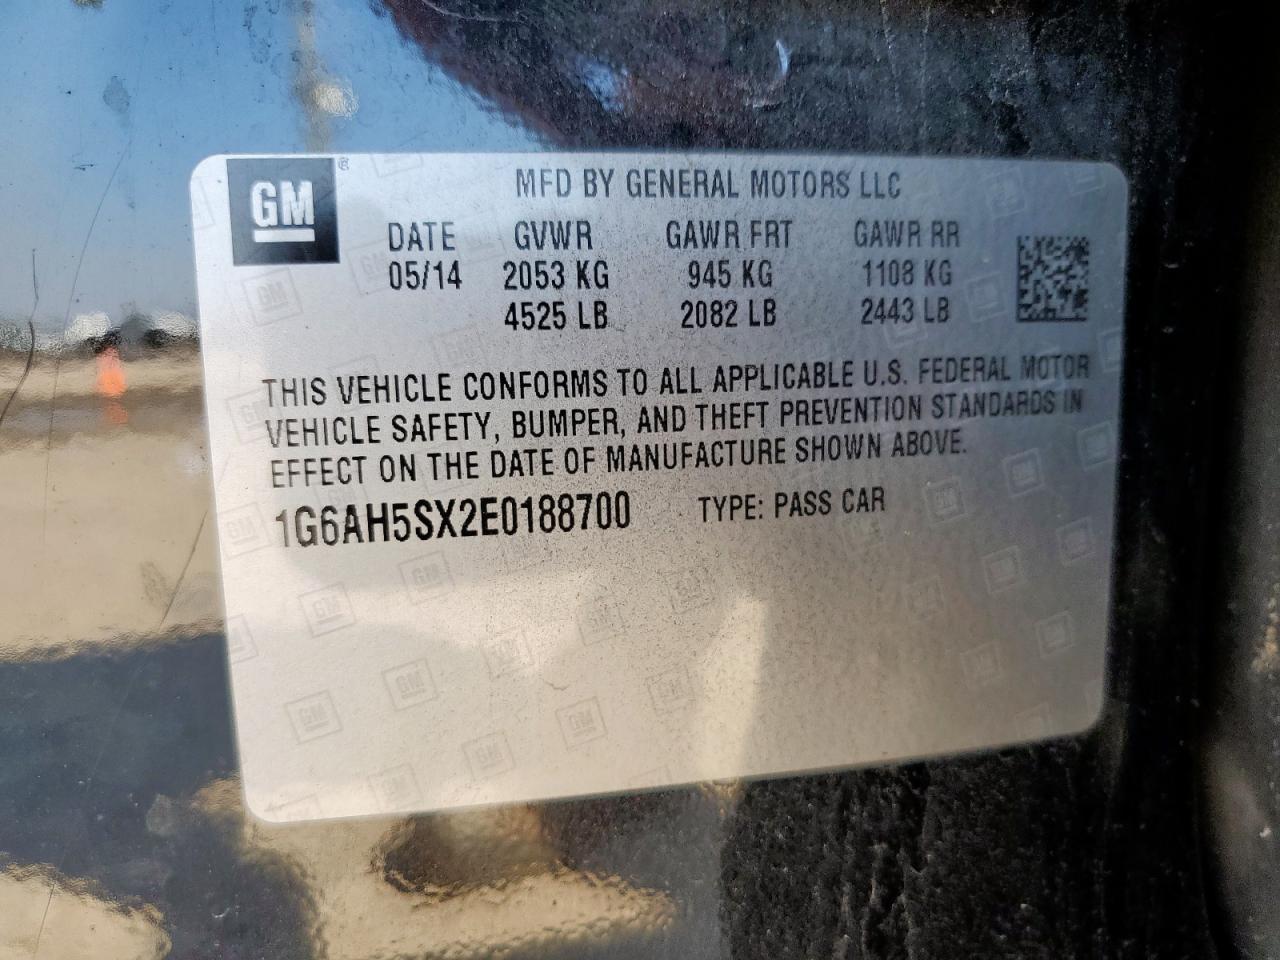 GM ®
MFD BY GENERAL MOTORS LLC
DATE GVWR GAWR FRT GAWR RR
05/14 2053 KG 945 KG 1108 KG
4525 LB 2082 LB 2443 LB
THIS VEHICLE CONFORMS TO ALL APPLICABLE U.S. FEDERAL MOTOR
VEHICLE SAFETY, BUMPER, AND THEFT PREVENTION STANDARDS IN
EFFECT ON THE DATE OF MANUFACTURE SHOWN ABOVE.
1G6AH5SX2E0188700 TYPE: PASS CAR